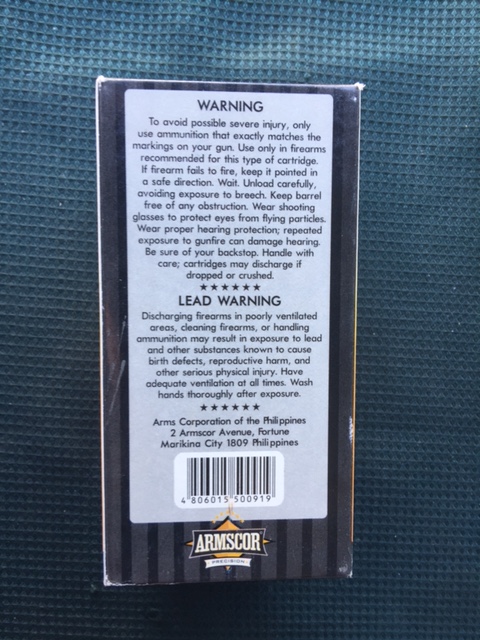 WARNING
To avoid possible severe injury, only
use ammunition that exactly matches the
markings on your gun. Use only in firearms
recommended for this type of cartridge.
If firearm fails to fire, keep it pointed in
a safe direction. Wait. Unload carefully,
avoiding exposure to breech. Keep barrel
free of any obstruction. Wear shooting
glasses to protect eyes from flying particles.
Wear proper hearing protection; repeated
exposure to gunfire can damage hearing.
Be sure of your backstop. Handle with
care; cartridges may discharge if
dropped or crushed.
★★★★★★
LEAD WARNING
Discharging firearms in poorly ventilated
areas, cleaning firearms, or handling
ammunition may result in exposure to lead
and other substances known to cause
birth defects, reproductive harm, and
other serious physical injury. Have
adequate ventilation at all times. Wash
hands thoroughly after exposure.
★★★★★★
Arms Corporation of the Philippines
2 Armscor Avenue, Fortune
Marikina City 1809 Philippines
4 806015 500919
ARMSCOR
PRECISION